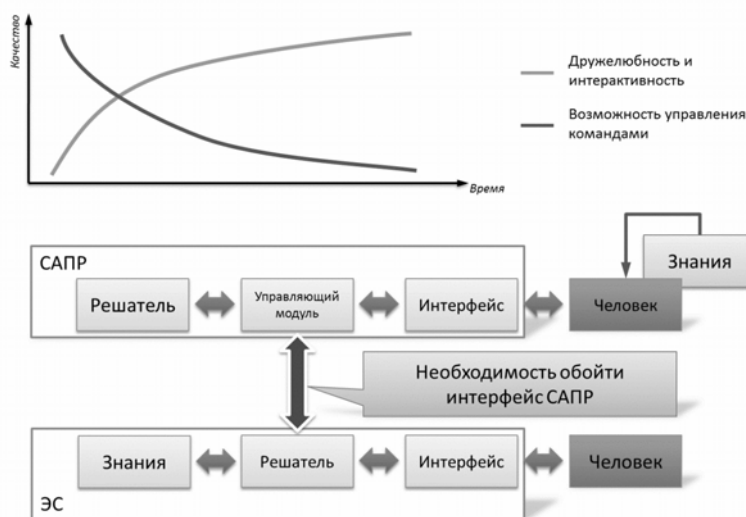 Качество
Дружелюбность и
интерактивность
Возможность управления
командами
Время
САПР
Знания
Решатель
Управляющий
модуль
Интерфейс
Человек
Необходимость обойти
интерфейс САПР
Знания
Решатель
Интерфейс
Человек
ЭС